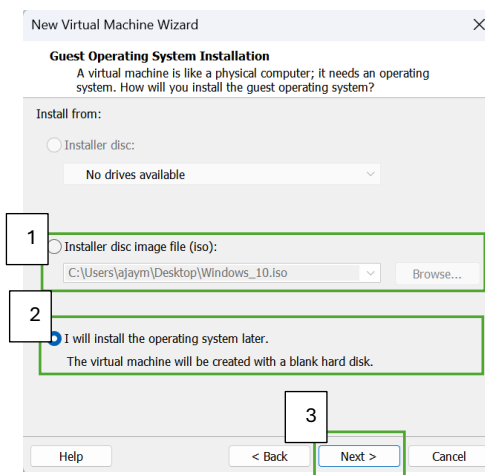 New Virtual Machine Wizard
Guest Operating System Installation
A virtual machine is like a physical computer; it needs an operating
system. How will you install the guest operating system?
Install from:
Installer disc:
No drives available
1
Installer disc image file (iso):
C:\Users\ajaym\Desktop\Windows_10.iso Browse...
2
I will install the operating system later.
The virtual machine will be created with a blank hard disk.
3
Help < Back Next > Cancel